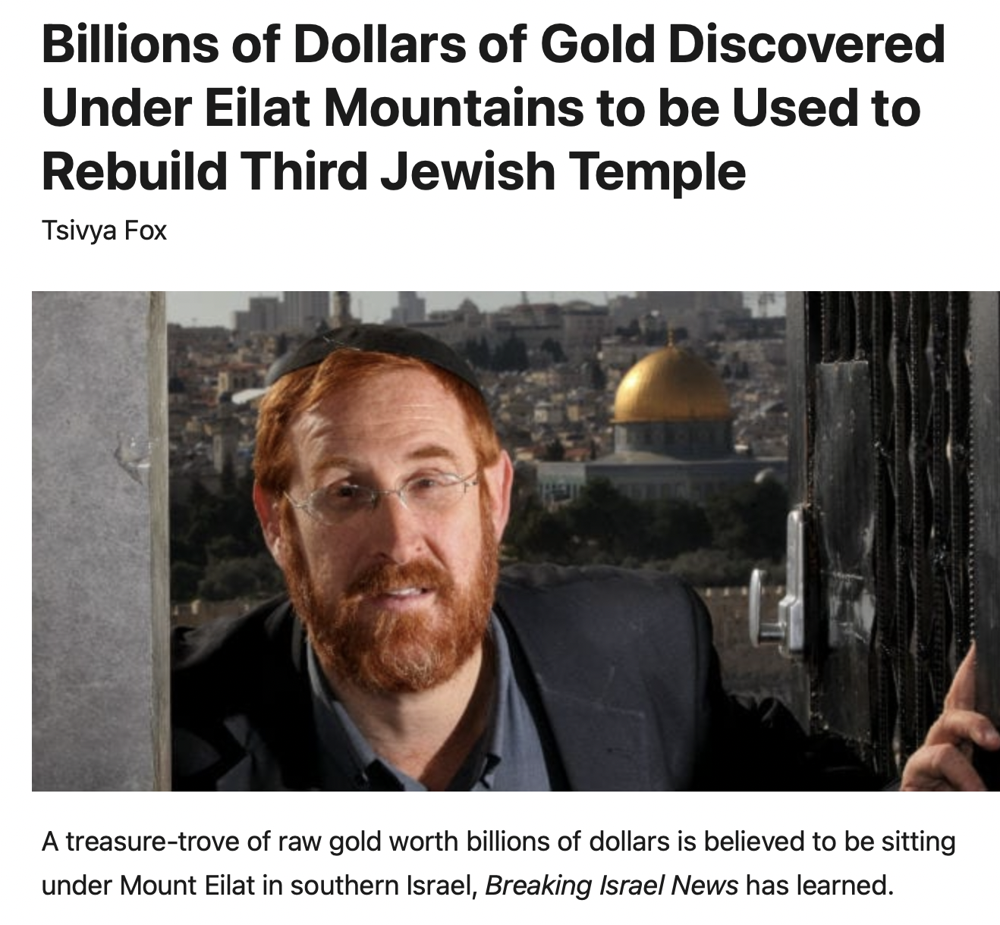 Billions of Dollars of Gold Discovered
Under Eilat Mountains to be Used to
Rebuild Third Jewish Temple
Tsivya Fox
A treasure-trove of raw gold worth billions of dollars is believed to be sitting
under Mount Eilat in southern Israel, Breaking Israel News has learned.